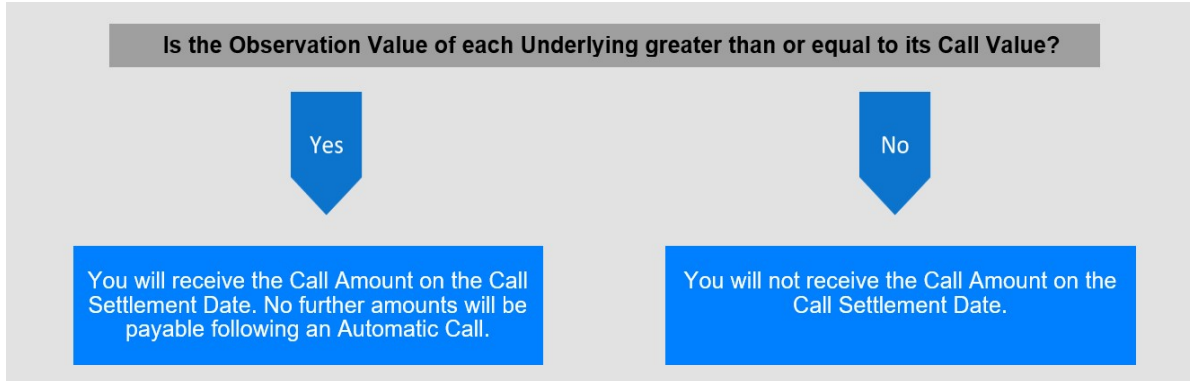 Is the Observation Value of each Underlying greater than or equal to its Call Value?
Yes
No
You will receive the Call Amount on the Call
Settlement Date. No further amounts will be
payable following an Automatic Call.
You will not receive the Call Amount on the
Call Settlement Date.